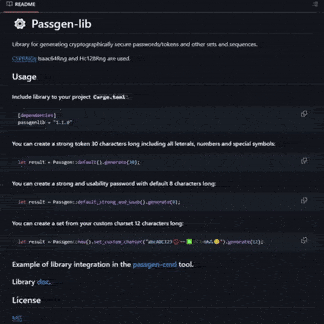 README
Passgen-lib
Library for generating cryptographically secure passwords/tokens and other sets and sequences.
CSPRNGs Isaac64Rng and Hc128Rng are used.
Usage
Include library to your project Cargo.toml:
[dependencies]
passgenlib = "1.1.0"
You can create a strong token 30 characters long including all leterals, numbers and special symbols:
let result = Passgen::default().generate(30);
You can create a strong and usability password with default 8 characters long:
let result = Passgen::default_strong_and_usab().generate(8);
You can create a set from your custom charset 12 characters long:
let result = Passgen::new().set_custom_charset("abcABC123 ").generate(12);
Example of library integration in the passgen-cmd tool.
Library doc.
License
MIT